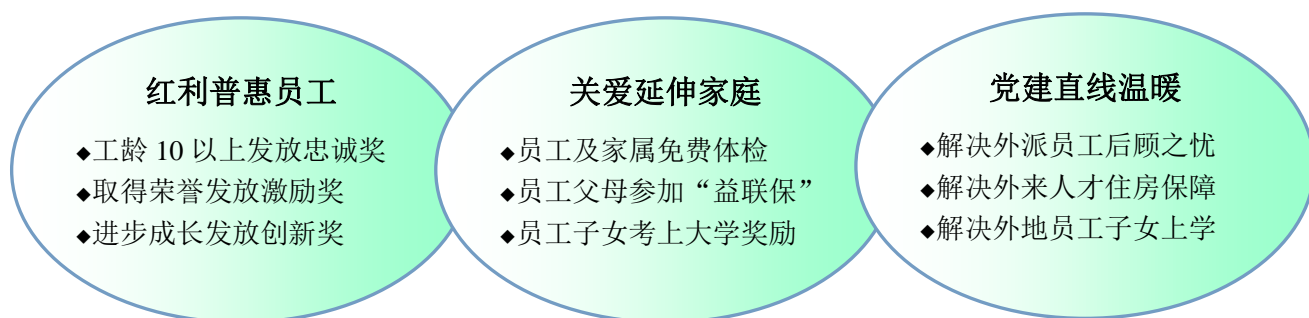 红利普惠员工
◆工龄 10 以上发放忠诚奖
◆取得荣誉发放激励奖
◆进步成长发放创新奖
关爱延伸家庭
◆员工及家属免费体检
◆员工父母参加“益联保”
◆员工子女考上大学奖励
党建直线温暖
◆解决外派员工后顾之忧
◆解决外来人才住房保障
◆解决外地员工子女上学